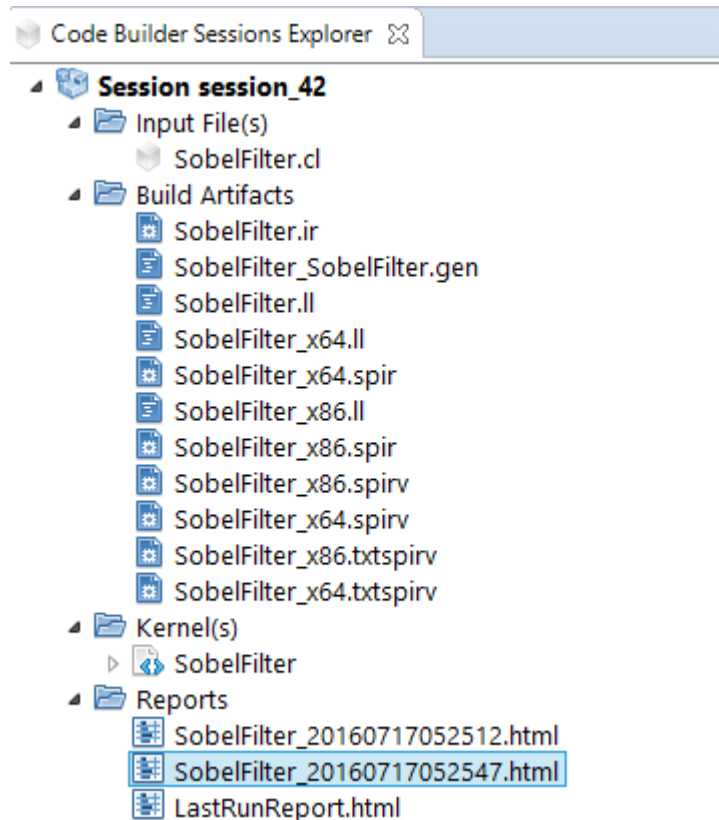 Code Builder Sessions Explorer
Session session_42
Input File(s)
SobelFilter.cl
Build Artifacts
SobelFilter.ir
SobelFilter_SobelFilter.gen
SobelFilter.ll
SobelFilter_x64.ll
SobelFilter_x64.spir
SobelFilter_x86.ll
SobelFilter_x86.spir
SobelFilter_x86.spirv
SobelFilter_x64.spirv
SobelFilter_x86.txtspirv
SobelFilter_x64.txtspirv
Kernel(s)
SobelFilter
Reports
SobelFilter_20160717052512.html
SobelFilter_20160717052547.html
LastRunReport.html